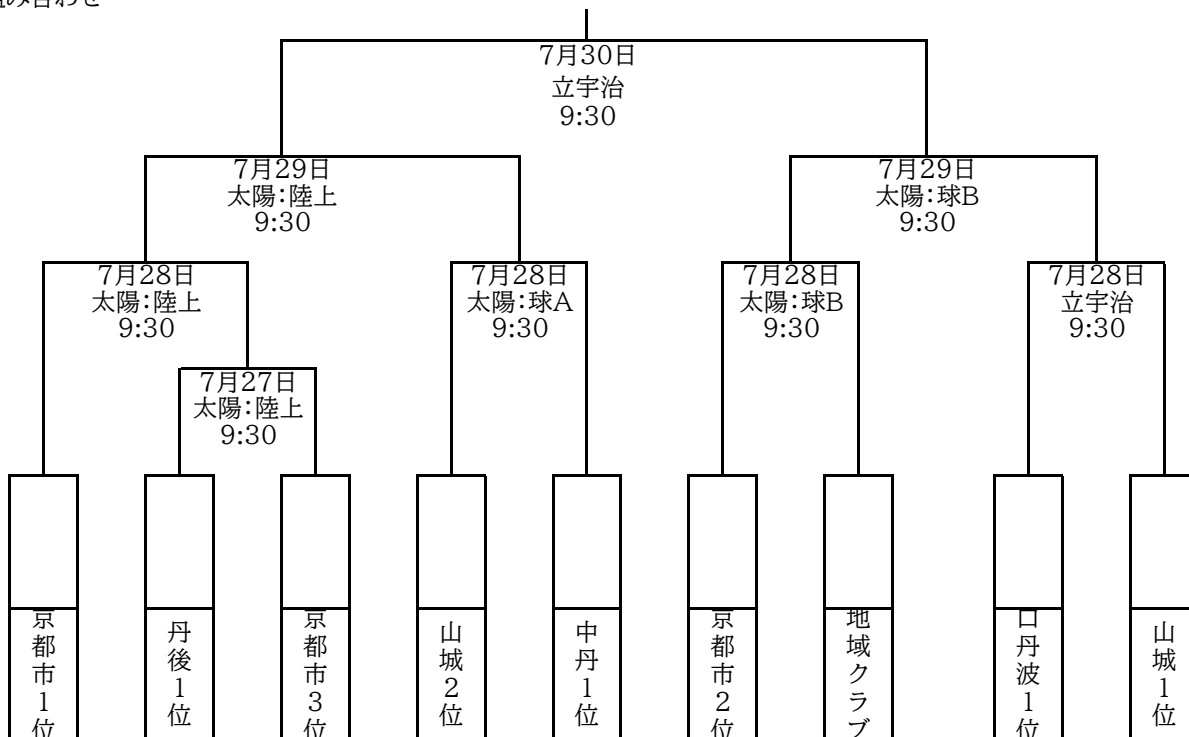 み合わせ
7月30日
立宇治
9:30
7月29日
太陽:陸上
9:30
7月29日
太陽:球B
9:30
7月28日
太陽:陸上
9:30
7月28日
太陽:球A
9:30
7月28日
太陽:球B
9:30
7月28日
立宇治
9:30
7月27日
太陽:陸上
9:30
京都市1位
丹後1位
京都市3位
山城2位
中丹1位
京都市2位
地域クラブ
口丹波1位
山城1位